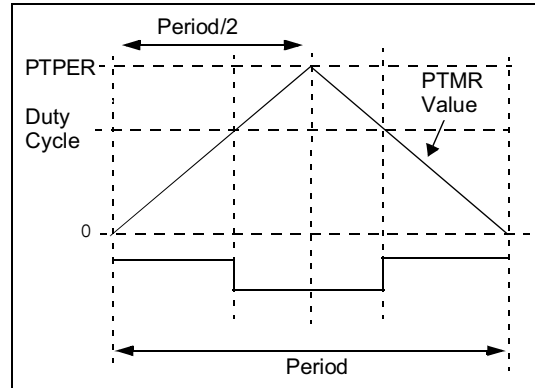 Period/2
PTPER
PTMR
Value
Duty
Cycle
0
Period